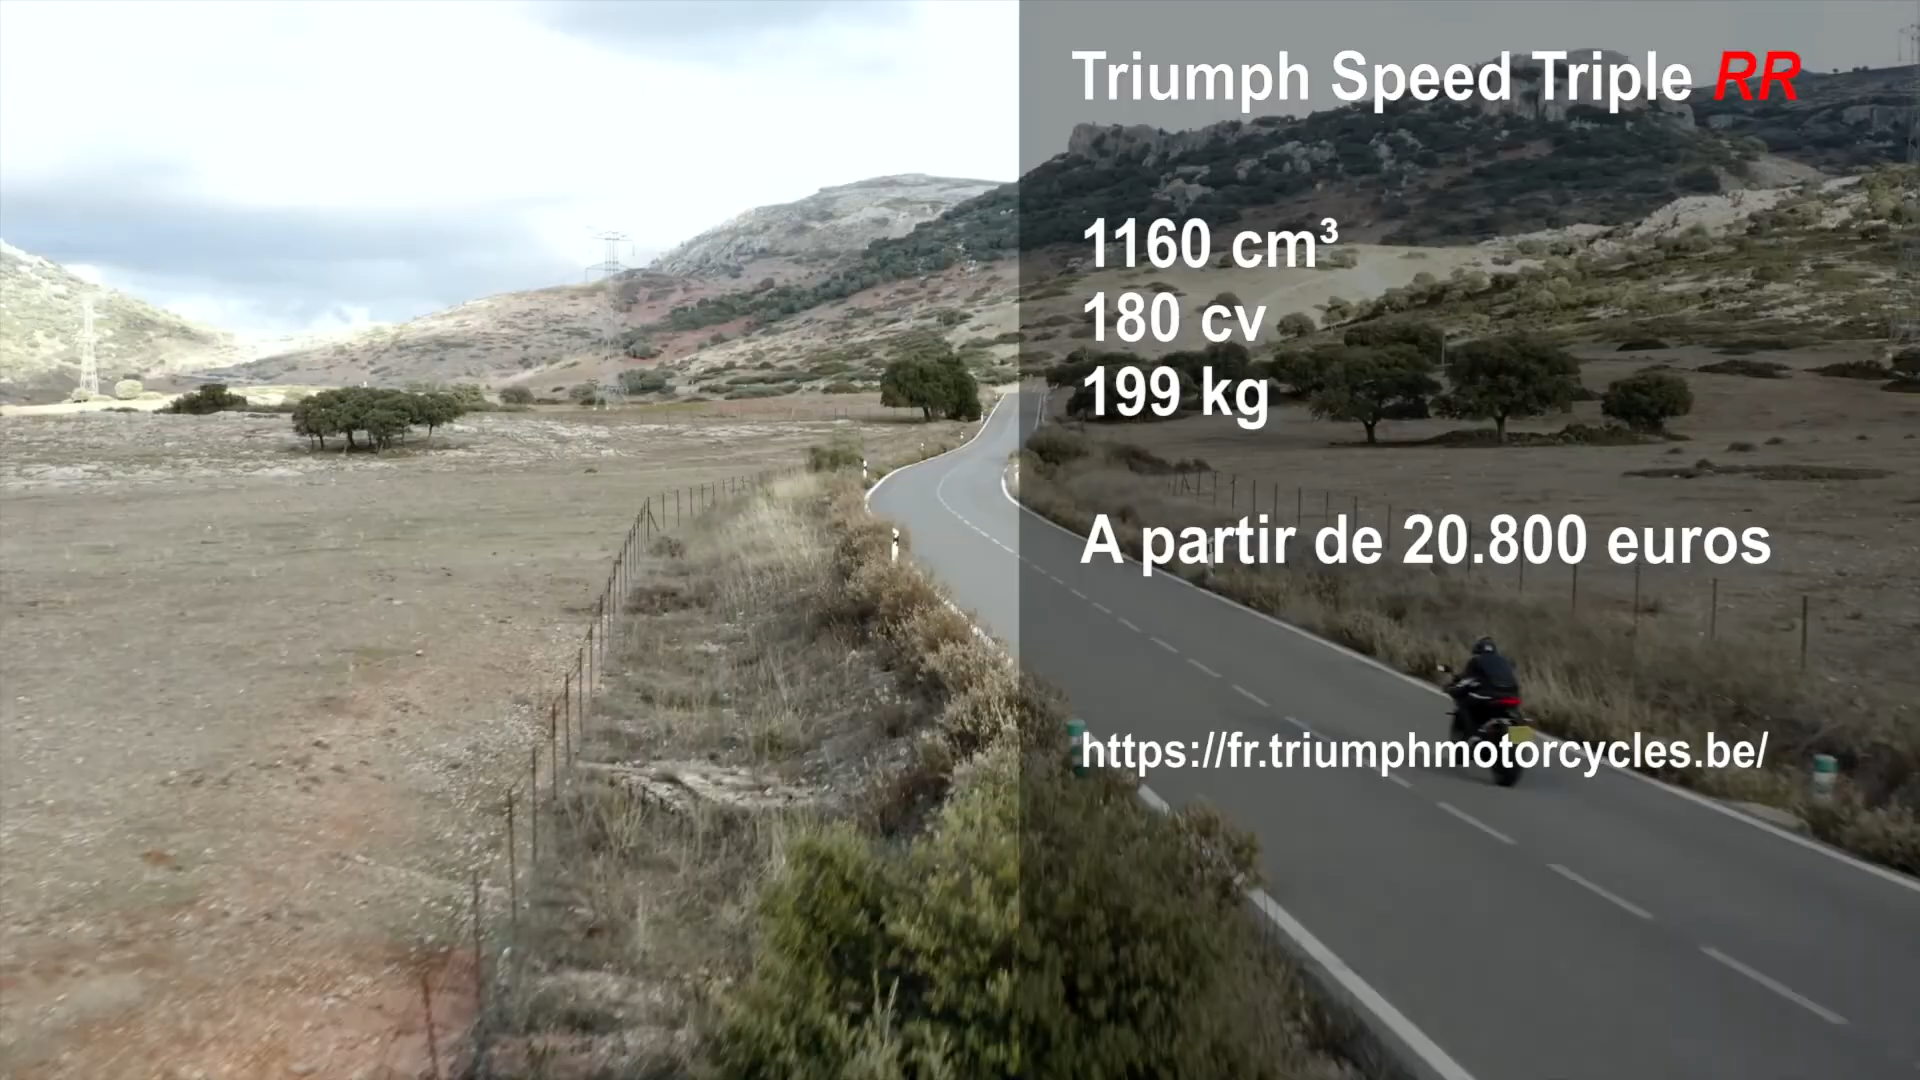 Triumph Speed Triple RR
1160 cm³
180 cv
199 kg
A partir de 20.800 euros
https://fr.triumphmotorcycles.be/